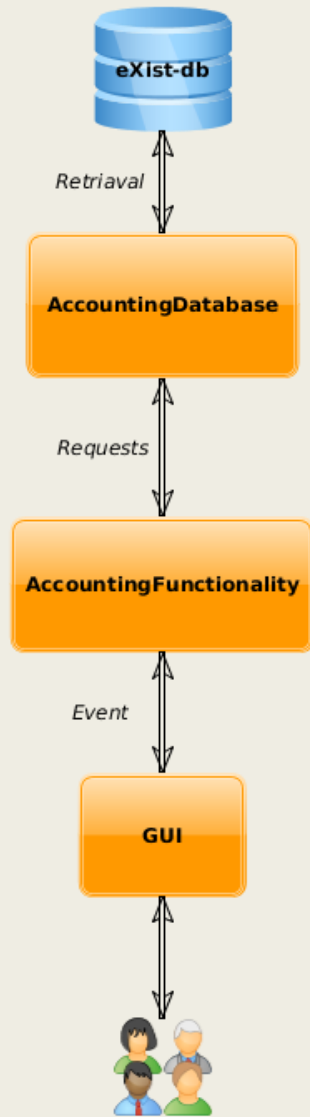 eXist-db
Retriaval
AccountingDatabase
Requests
AccountingFunctionality
Event
GUI